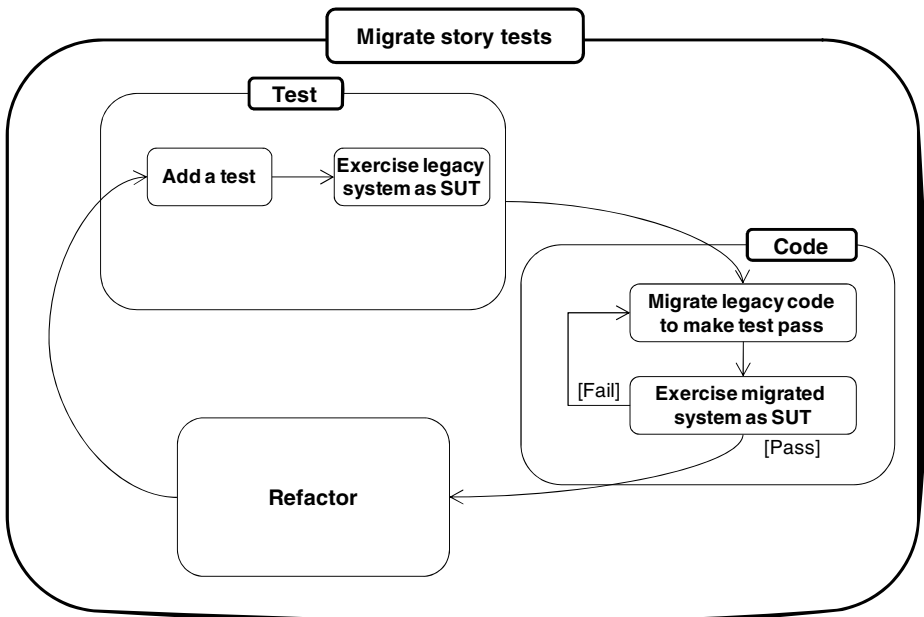 Migrate story tests
Test
Add a test
Exercise legacy
system as SUT
Code
Migrate legacy code
to make test pass
[Fail]
Exercise migrated
system as SUT
[Pass]
Refactor